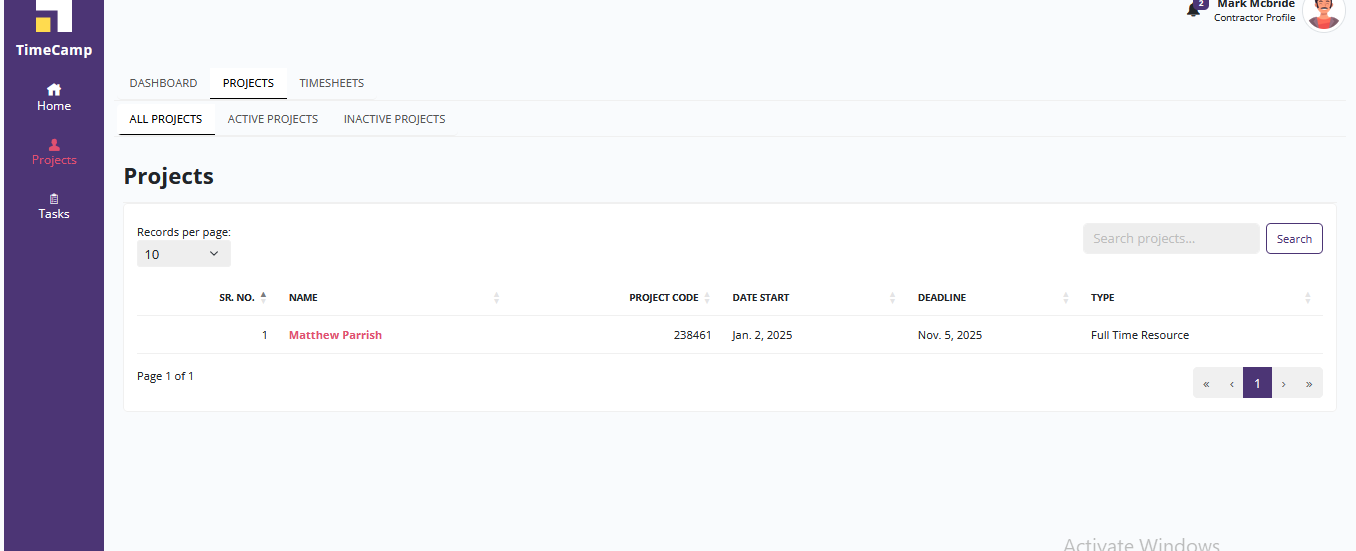 2
Mark Mcbride
Contractor Profile
TimeCamp
Home
Projects
Tasks
DASHBOARD PROJECTS TIMESHEETS
ALL PROJECTS ACTIVE PROJECTS INACTIVE PROJECTS
Projects
Records per page:
10
Search projects... Search
SR. NO. NAME PROJECT CODE DATE START DEADLINE TYPE
1 Matthew Parrish 238461 Jan. 2, 2025 Nov. 5, 2025 Full Time Resource
Page 1 of 1
« ‹ 1 › »
Activate Windows